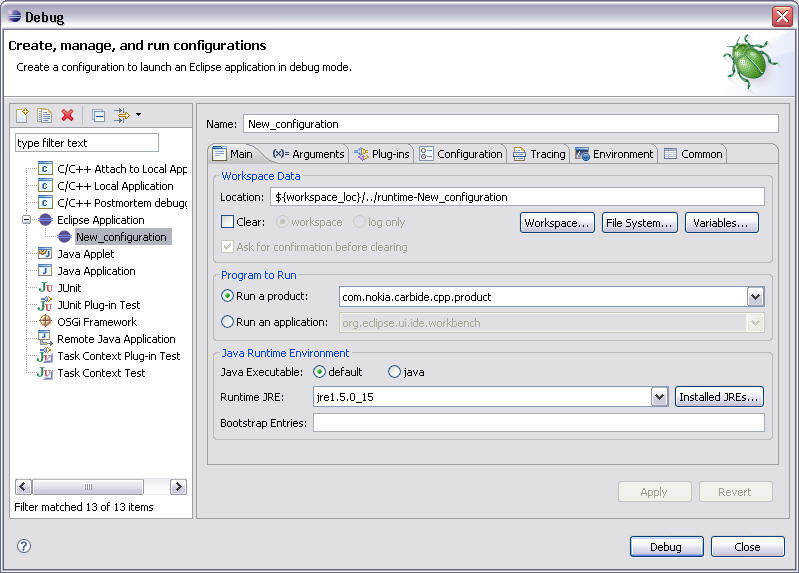 Debug
Create, manage, and run configurations
Create a configuration to launch an Eclipse application in debug mode.
type filter text
C/C++ Attach to Local App
C/C++ Local Application
C/C++ Postmortem debugg
Eclipse Application
New_configuration
Java Applet
Java Application
JUnit
JUnit Plug-in Test
OSGi Framework
Remote Java Application
Task Context Plug-in Test
Task Context Test
Filter matched 13 of 13 items
Name: New_configuration
Main (x)= Arguments Plug-ins Configuration Tracing Environment Common
Workspace Data
Location: ${workspace_loc}/../runtime-New_configuration
Clear: workspace log only Workspace... File System... Variables...
Ask for confirmation before clearing
Program to Run
Run a product: com.nokia.carbide.cpp.product
Run an application: org.eclipse.ui.ide.workbench
Java Runtime Environment
Java Executable: default java
Runtime JRE: jre1.5.0_15 Installed JREs...
Bootstrap Entries:
Apply Revert
Debug Close